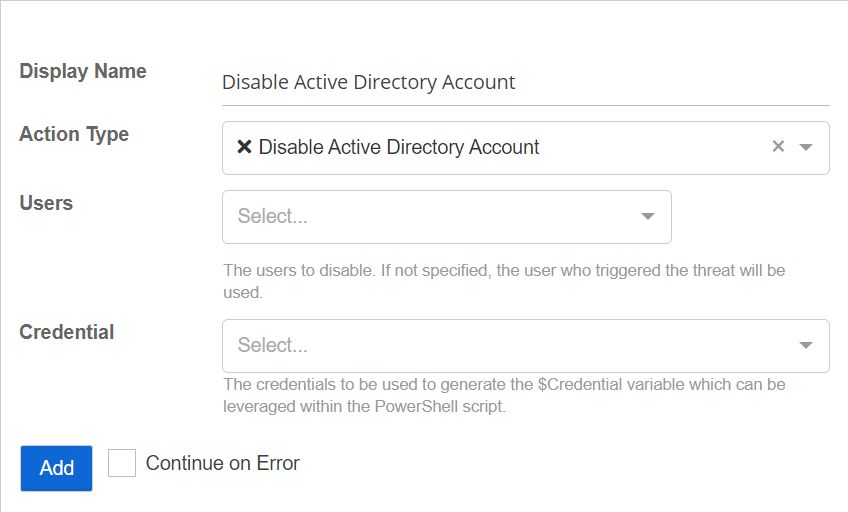 Display Name
Disable Active Directory Account
Action Type
Disable Active Directory Account
Users
Select...
The users to disable. If not specified, the user who triggered the threat will be
used.
Credential
Select...
The credentials to be used to generate the $Credential variable which can be
leveraged within the PowerShell script.
Add
Continue on Error